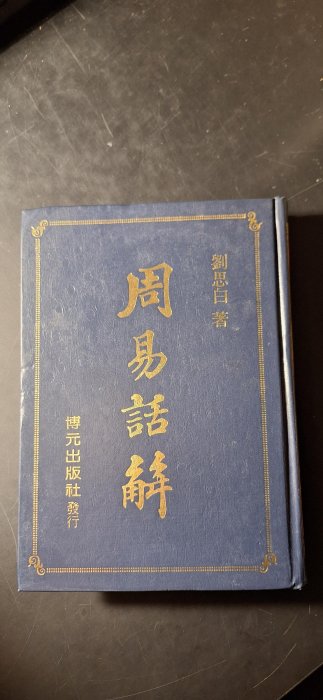 劉思白 著
周易話解
博元出版社 發行